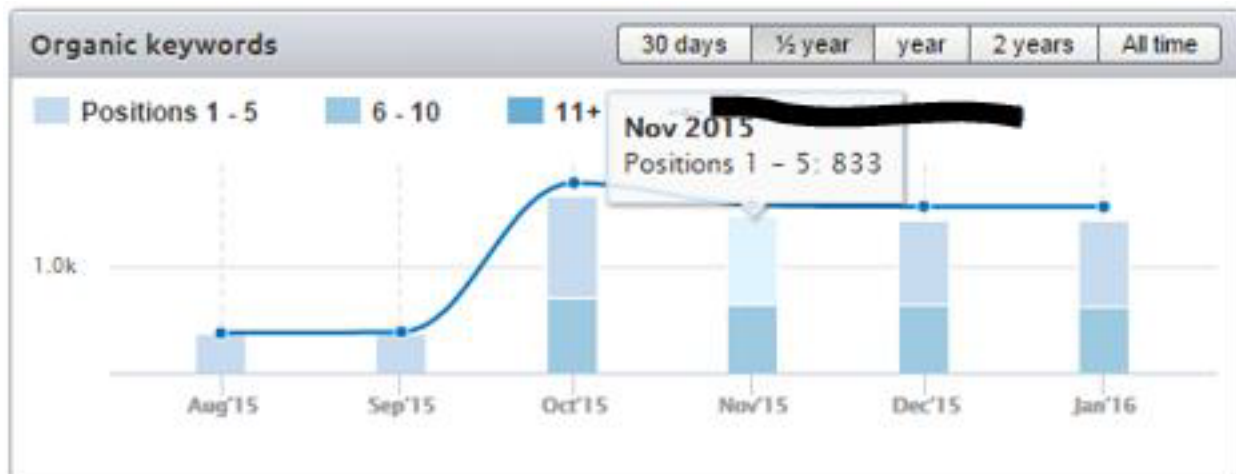 Organic keywords
30 days ½ year year 2 years All time
Positions 1 - 5 6 - 10 11+
Nov 2015
Positions 1 - 5: 833
1.0k
Aug'15 Sep'15 Oct'15 Nov'15 Dec'15 Jan'16